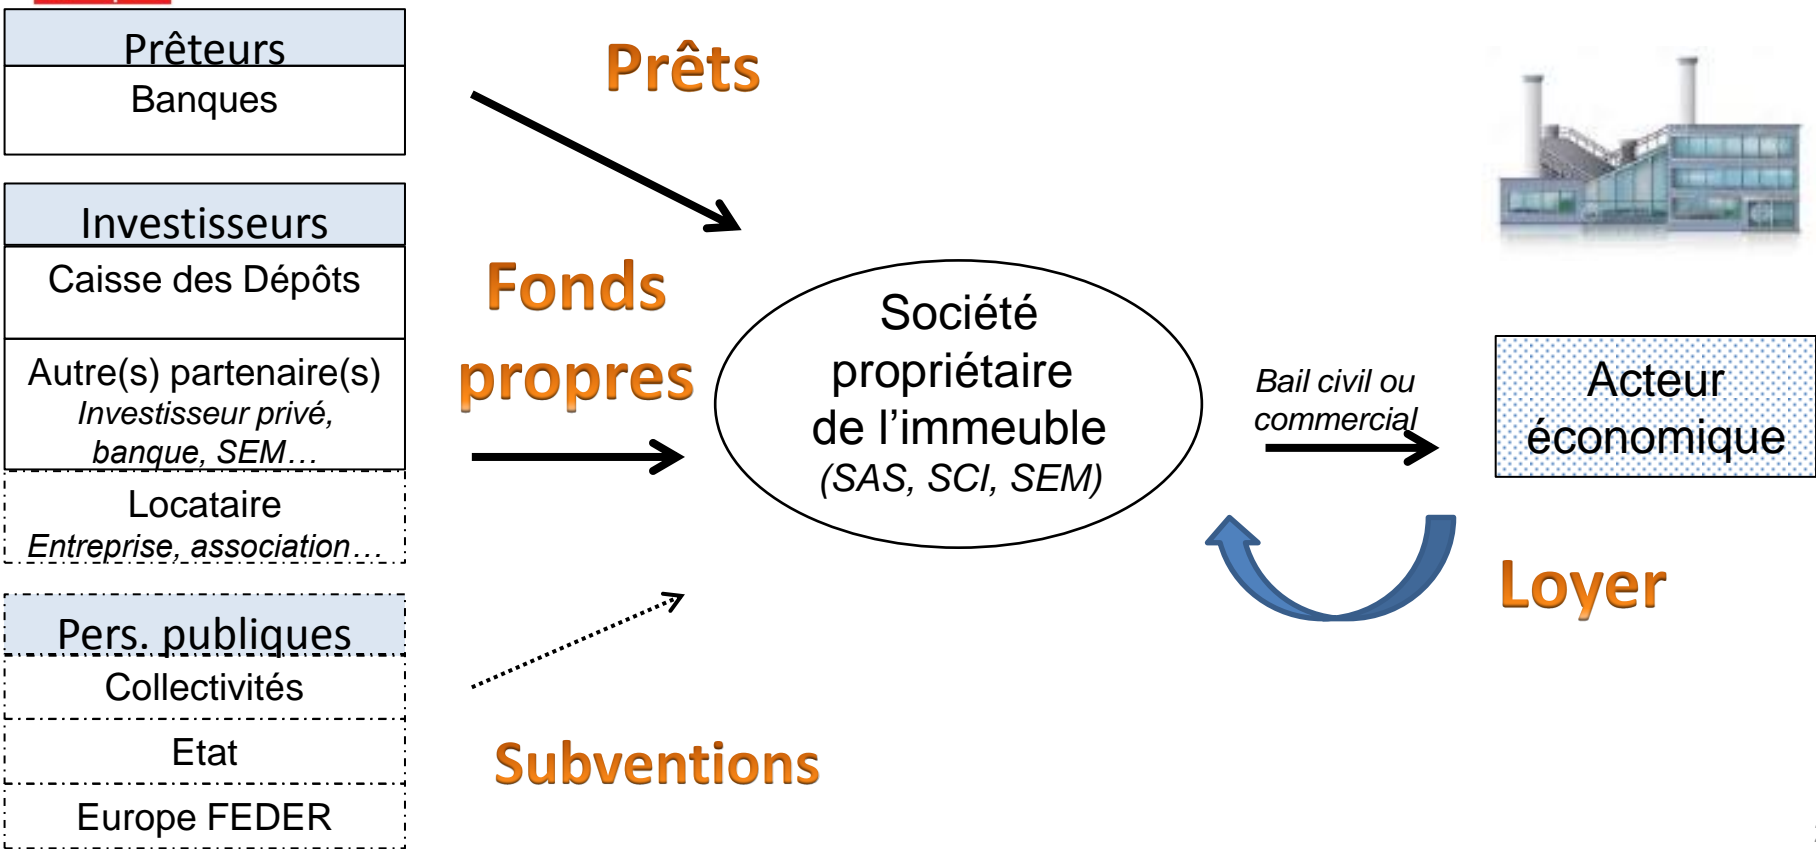 Prêteurs
Banques
Prêts
Investisseurs
Caisse des Dépôts
Autre(s) partenaire(s)
Investisseur privé,
banque, SEM…
Locataire
Entreprise, association…
Fonds
propres
Société
propriétaire
de l’immeuble
(SAS, SCI, SEM)
Bail civil ou
commercial
Acteur
économique
Loyer
Pers. publiques
Collectivités
Etat
Europe FEDER
Subventions